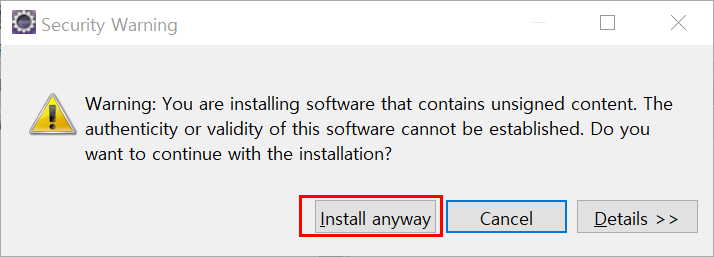 Security Warning
Warning: You are installing software that contains unsigned content. The
authenticity or validity of this software cannot be established. Do you
want to continue with the installation?
Install anyway Cancel Details >>